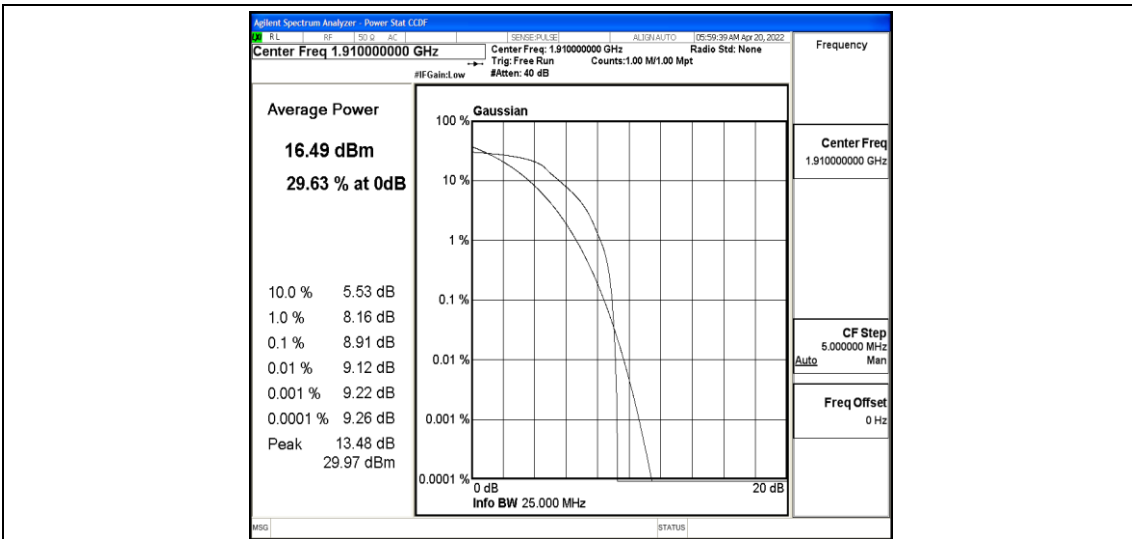 Agilent Spectrum Analyzer - Power Stat CCDF
LXI RL RF 50 Ω AC SENSE:PULSE ALIGNAUTO 05:59:39 AM Apr 20, 2022
Center Freq 1.910000000 GHz
Center Freq: 1.910000000 GHz Radio Std: None
Trig: Free Run Counts:1.00 M/1.00 Mpt
#IFGain:Low #Atten: 40 dB
Frequency
Average Power
16.49 dBm
29.63 % at 0dB
10.0 % 5.53 dB
1.0 % 8.16 dB
0.1 % 8.91 dB
0.01 % 9.12 dB
0.001 % 9.22 dB
0.0001 % 9.26 dB
Peak 13.48 dB
29.97 dBm
Gaussian
100 %
10 %
1 %
0.1 %
0.01 %
0.001 %
0.0001 %
0 dB 20 dB
Info BW 25.000 MHz
Center Freq
1.910000000 GHz
CF Step
5.000000 MHz
Auto Man
Freq Offset
0 Hz
MSG STATUS